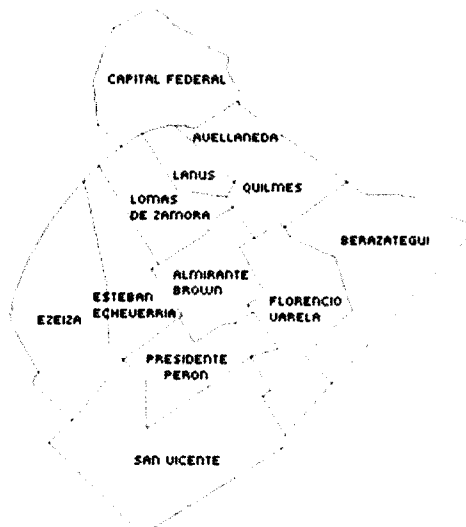 CAPITAL FEDERAL
AVELLANEDA
LANUS
QUILMES
LOMAS
DE ZAMORA
BERAZATEGUI
ALMIRANTE
BROWN
ESTEBAN
ECHEVERRIA
FLORENCIO
VARELA
EZEIZA
PRESIDENTE
PERON
SAN VICENTE